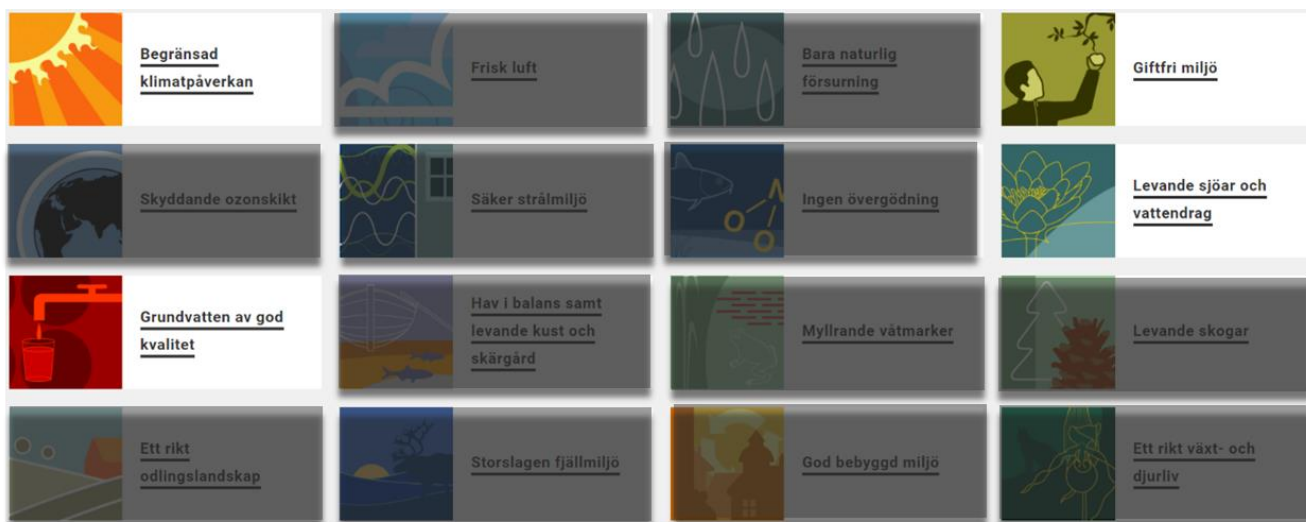 Begränsad
klimatpåverkan
Frisk luft
Bara naturlig
försurning
Giftfri miljö
Skyddande ozonskikt
Säker strålmiljö
Ingen övergödning
Levande sjöar och
vattendrag
Grundvatten av god
kvalitet
Hav i balans samt
levande kust och
skärgård
Myllrande våtmarker
Levande skogar
Ett rikt
odlingslandskap
Storslagen fjällmiljö
God bebyggd miljö
Ett rikt växt- och
djurliv